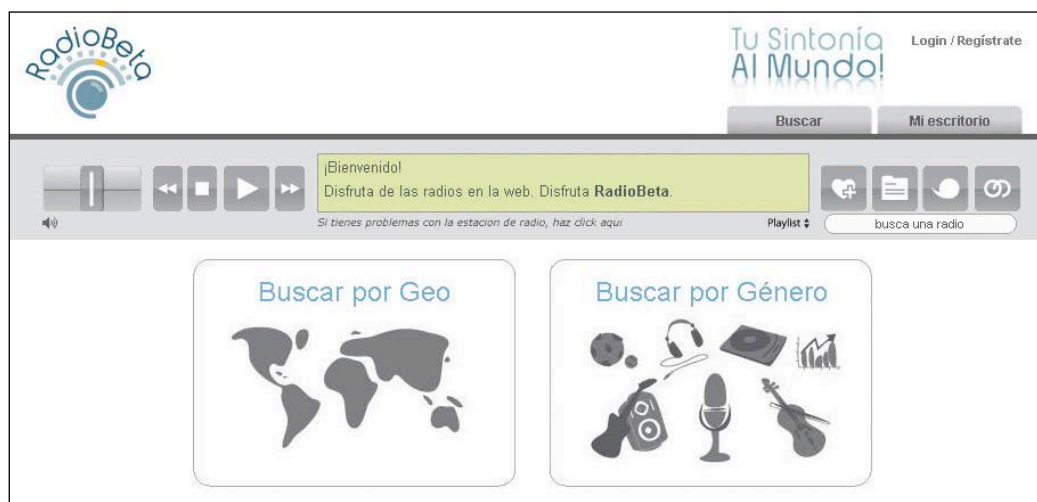 RadioBeta
Tu Sintonía
Al Mundo!
Login / Regístrate
Buscar
Mi escritorio
¡Bienvenido!
Disfruta de las radios en la web. Disfruta RadioBeta.
Si tienes problemas con la estacion de radio, haz click aqui
Playlist
busca una radio
Buscar por Geo
Buscar por Género